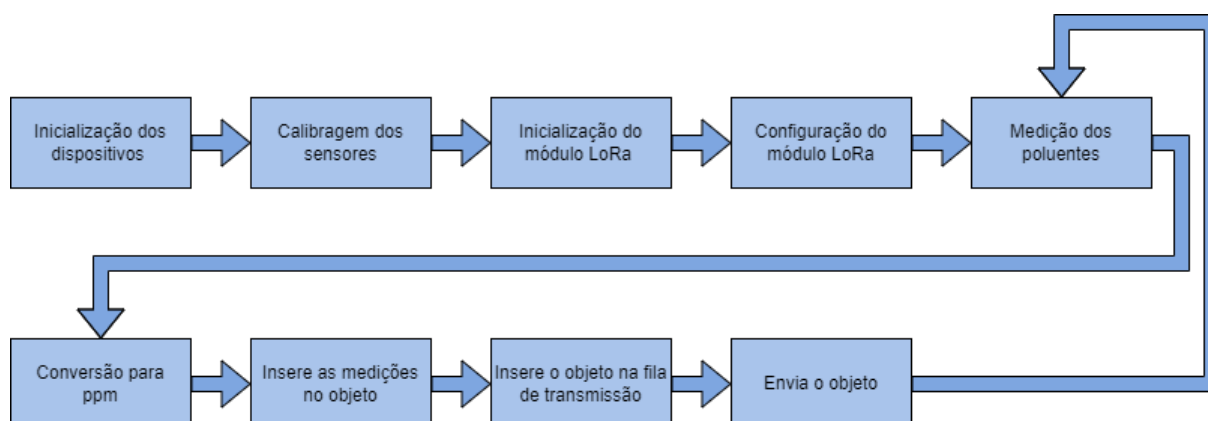 Inicialização dos
dispositivos
Calibragem dos
sensores
Inicialização do
módulo LoRa
Configuração do
módulo LoRa
Medição dos
poluentes
Conversão para
ppm
Insere as medições
no objeto
Insere o objeto na fila
de transmissão
Envia o objeto